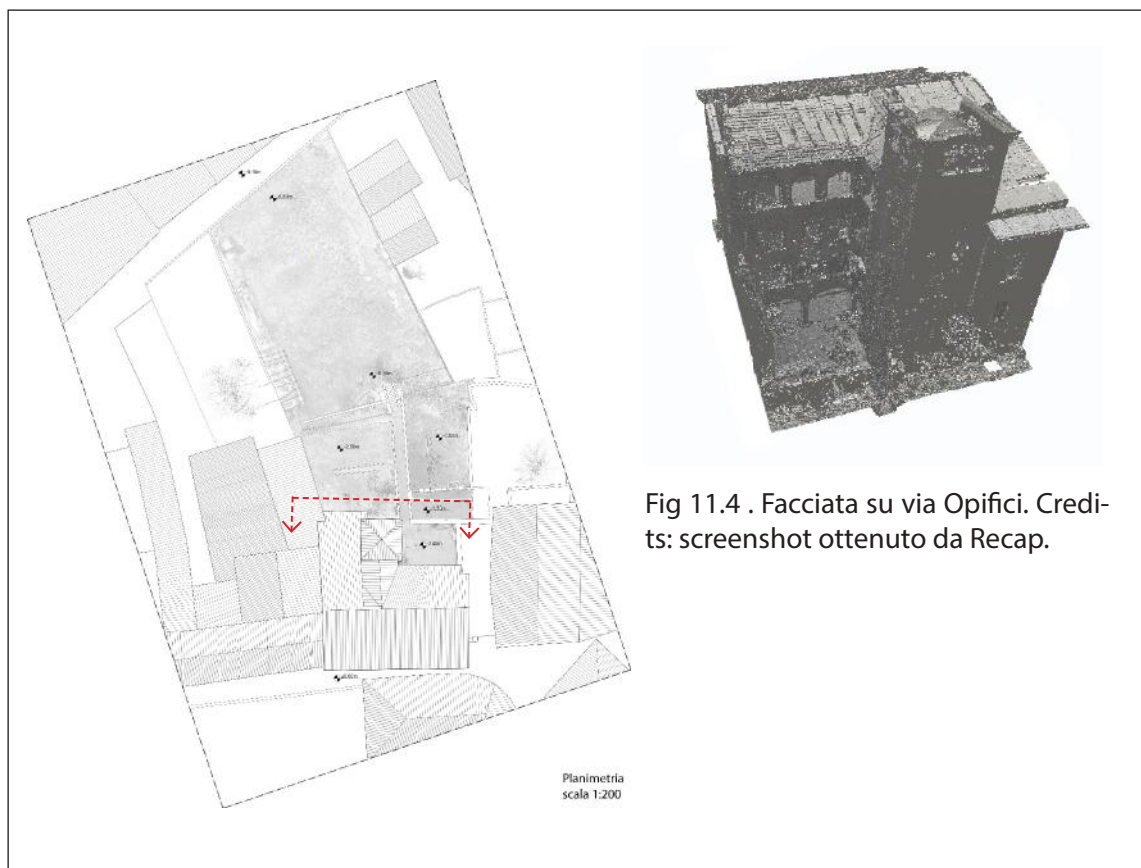 Fig 11.4 . Facciata su via Opifici. Credi-
ts: screenshot ottenuto da Recap.
Planimetria
scala 1:200